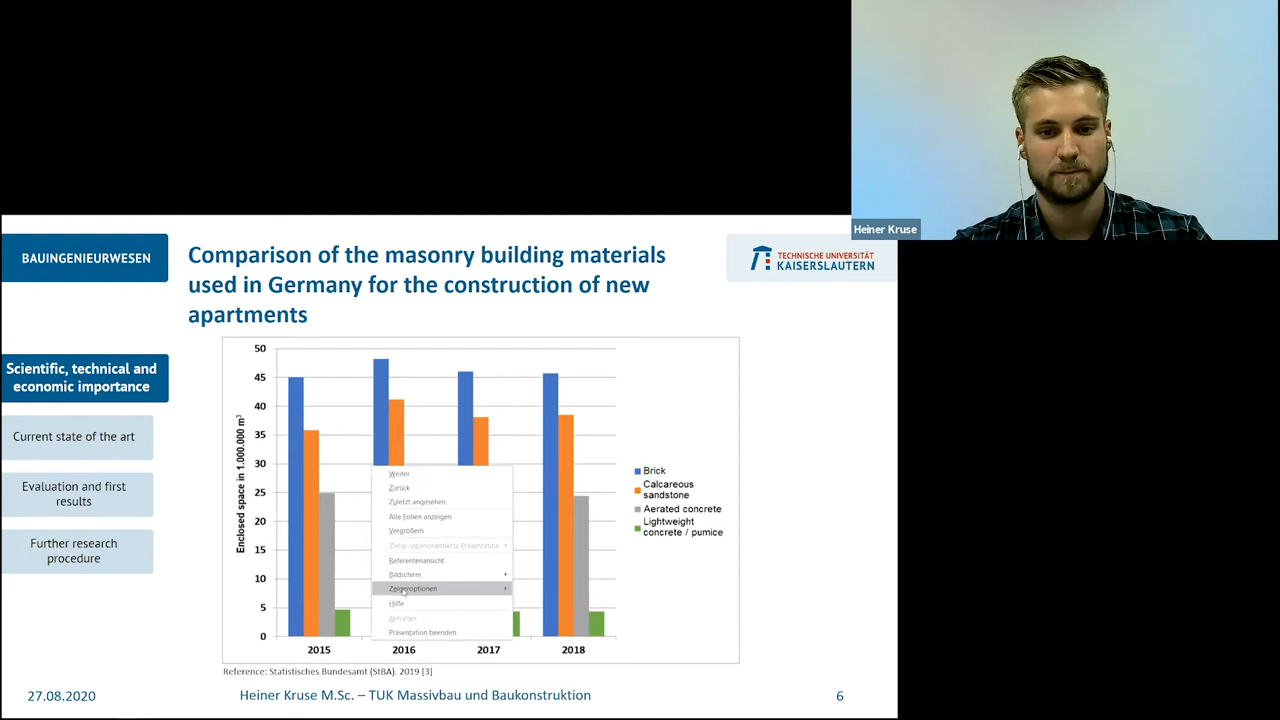 Heiner Kruse
BAUINGENIEURWESEN
Comparison of the masonry building materials
used in Germany for the construction of new
apartments
TECHNISCHE UNIVERSITÄT
KAISERSLAUTERN
Scientific, technical and
economic importance
Current state of the art
Evaluation and first
results
Further research
procedure
Enclosed space in 1.000.000 m³
50
45
40
35
30
25
20
15
10
5
0
2015
2016
2017
2018
Brick
Calcareous
sandstone
Aerated concrete
Lightweight
concrete / pumice
Weiter
Zurück
Zuletzt angesehen
Alle Folien anzeigen
Vergrößern
Zielgruppenorientierte Präsentation
Referentenansicht
Bildschirm
Zeigeroptionen
Hilfe
Anhalten
Präsentation beenden
Reference: Statistisches Bundesamt (StBA). 2019 [3]
27.08.2020
Heiner Kruse M.Sc. – TUK Massivbau und Baukonstruktion
6